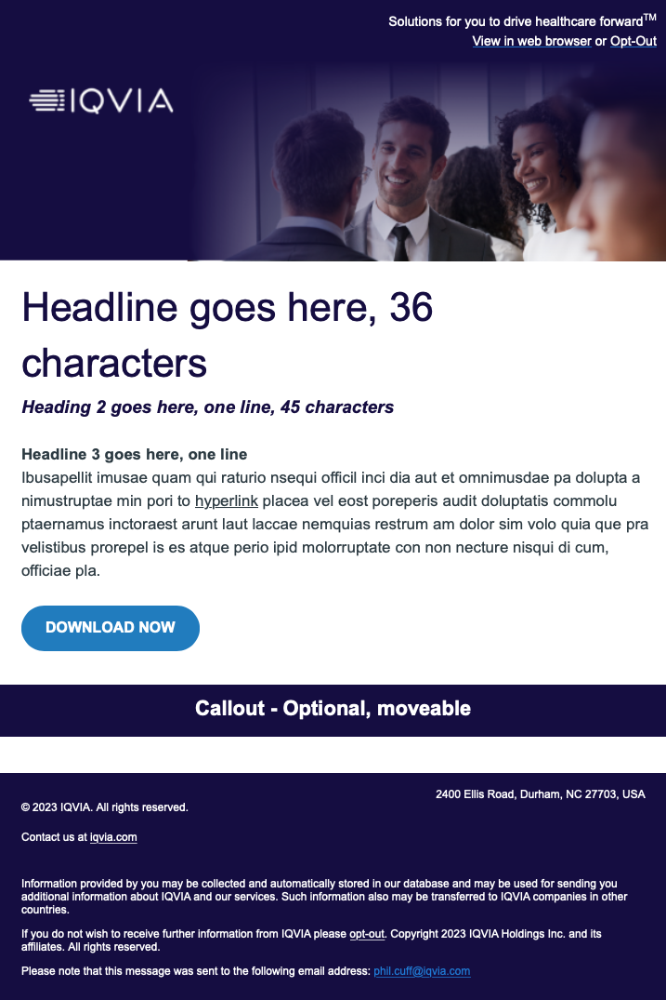 Solutions for you to drive healthcare forward™
View in web browser or Opt-Out
IQVIA
Headline goes here, 36
characters
Heading 2 goes here, one line, 45 characters
Headline 3 goes here, one line
Ibusapellit imusae quam qui raturio nsequi officil inci dia aut et omnimusdae pa dolupta a
nimustruptae min pori to hyperlink placea vel eost poreperis audit doluptatis commolu
ptaernamus inctoraest arunt laut laccae nemquias restrum am dolor sim volo quia que pra
velistibus prorepel is es atque perio ipid molorruptate con non necture nisqui di cum,
officiae pla.
DOWNLOAD NOW
Callout - Optional, moveable
2400 Ellis Road, Durham, NC 27703, USA
© 2023 IQVIA. All rights reserved.
Contact us at iqvia.com
Information provided by you may be collected and automatically stored in our database and may be used for sending you
additional information about IQVIA and our services. Such information also may be transferred to IQVIA companies in other
countries.
If you do not wish to receive further information from IQVIA please opt-out. Copyright 2023 IQVIA Holdings Inc. and its
affiliates. All rights reserved.
Please note that this message was sent to the following email address: phil.cuff@iqvia.com